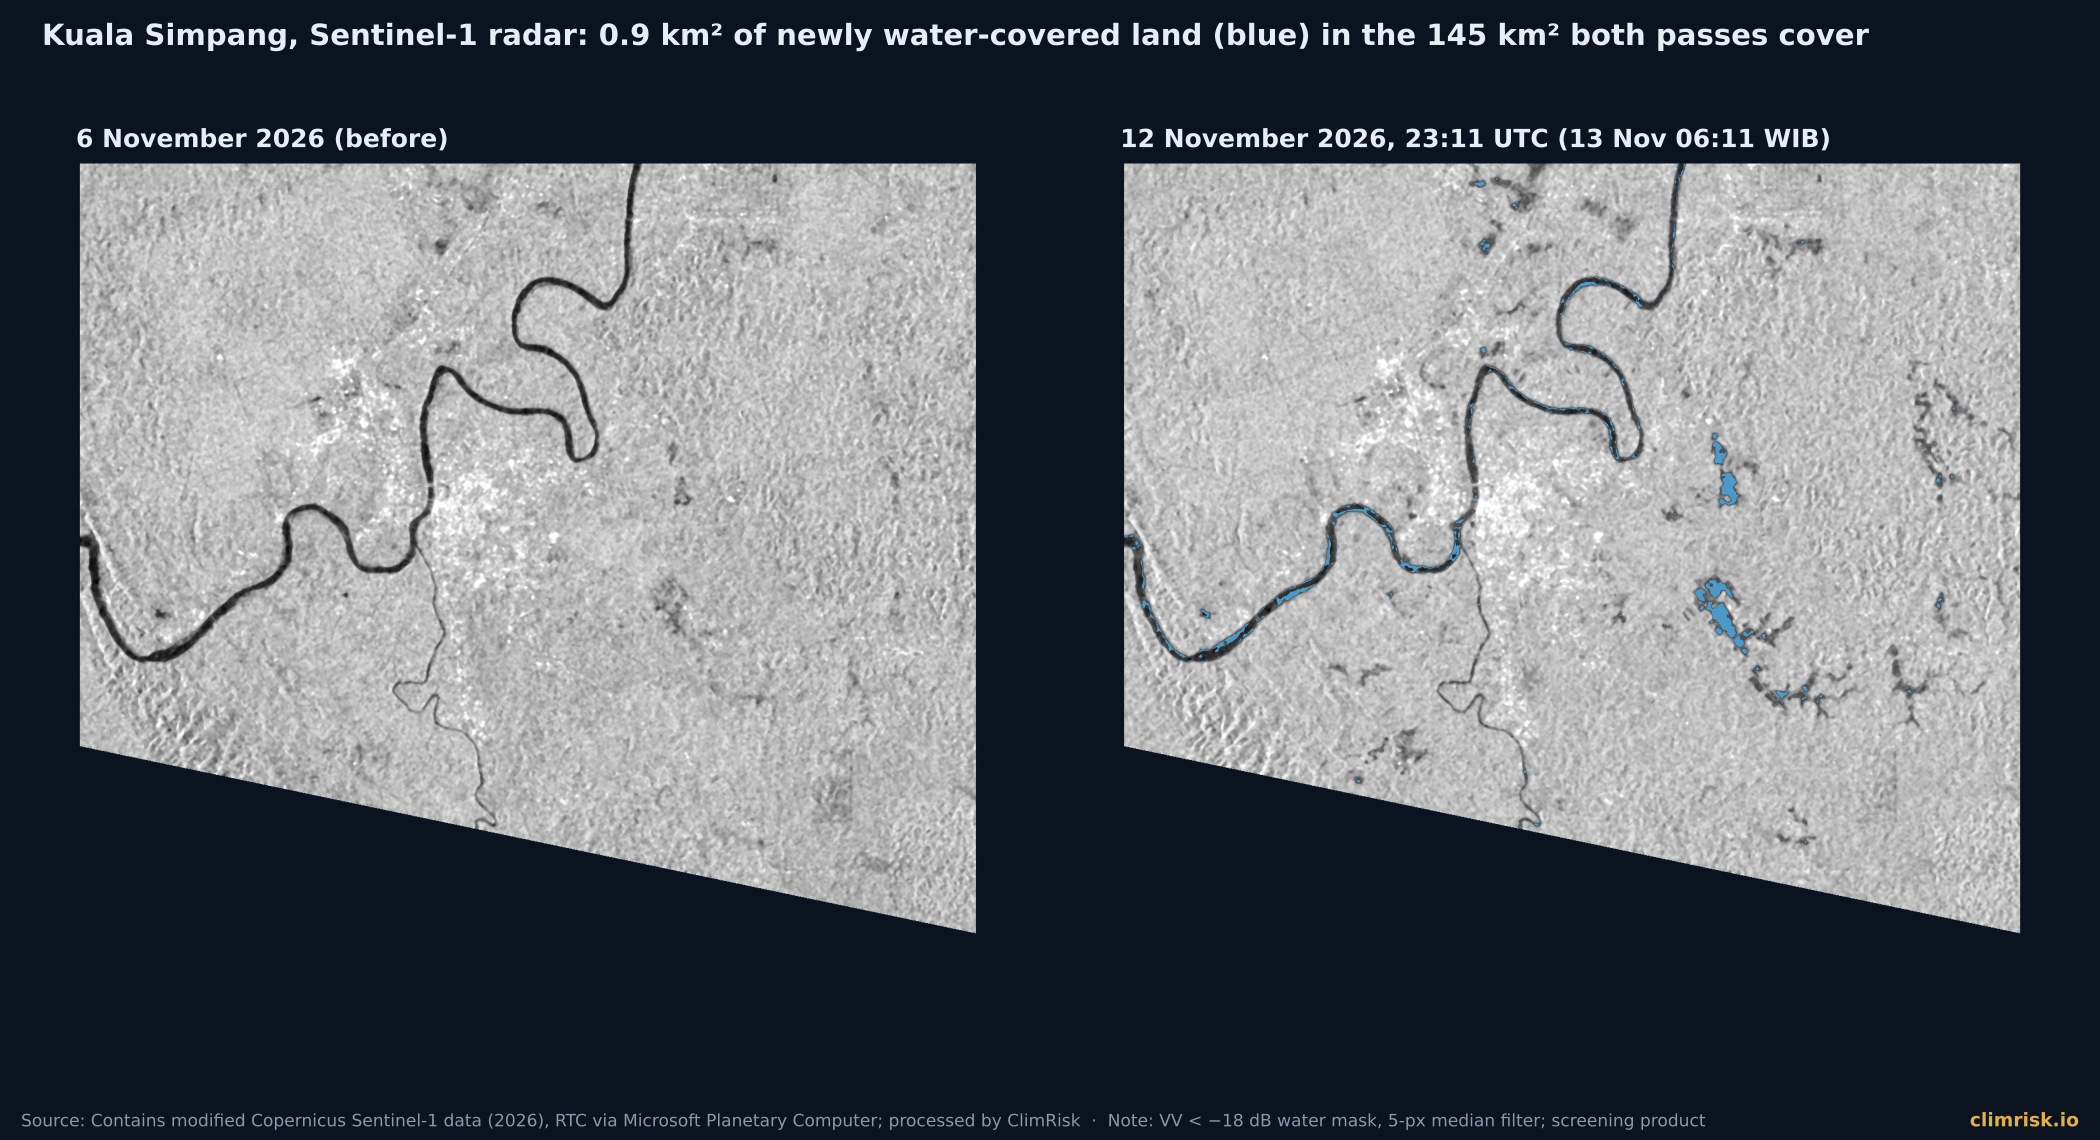 Kuala Simpang, Sentinel-1 radar: 0.9 km² of newly water-covered land (blue) in the 145 km² both passes cover
6 November 2026 (before)
12 November 2026, 23:11 UTC (13 Nov 06:11 WIB)
Source: Contains modified Copernicus Sentinel-1 data (2026), RTC via Microsoft Planetary Computer; processed by ClimRisk · Note: VV < −18 dB water mask, 5-px median filter; screening product
climrisk.io